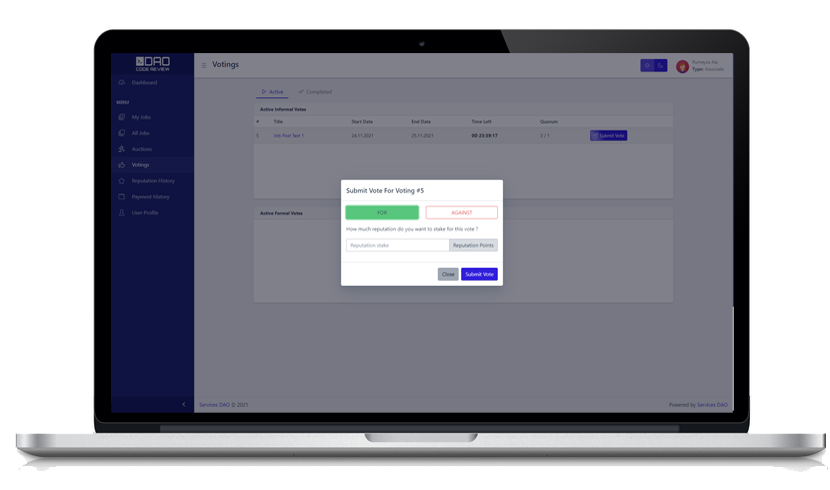 DAO
CODE REVIEW
Votings
Type: Associate
Dashboard
MENU
My Jobs
All Jobs
Auctions
Votings
Reputation History
Payment History
User Profile
Active
Completed
Active Informal Votes
# Title Start Date End Date Time Left Quorum
5 Job Post Test 1 24.11.2021 25.11.2021 0D 23:59:17 Submit Vote
Active Formal Votes
Submit Vote For Voting #5
FOR AGAINST
How much reputation do you want to stake for this vote ?
Reputation stake Reputation Points
Close Submit Vote
Services DAO © 2021 Powered by Services DAO